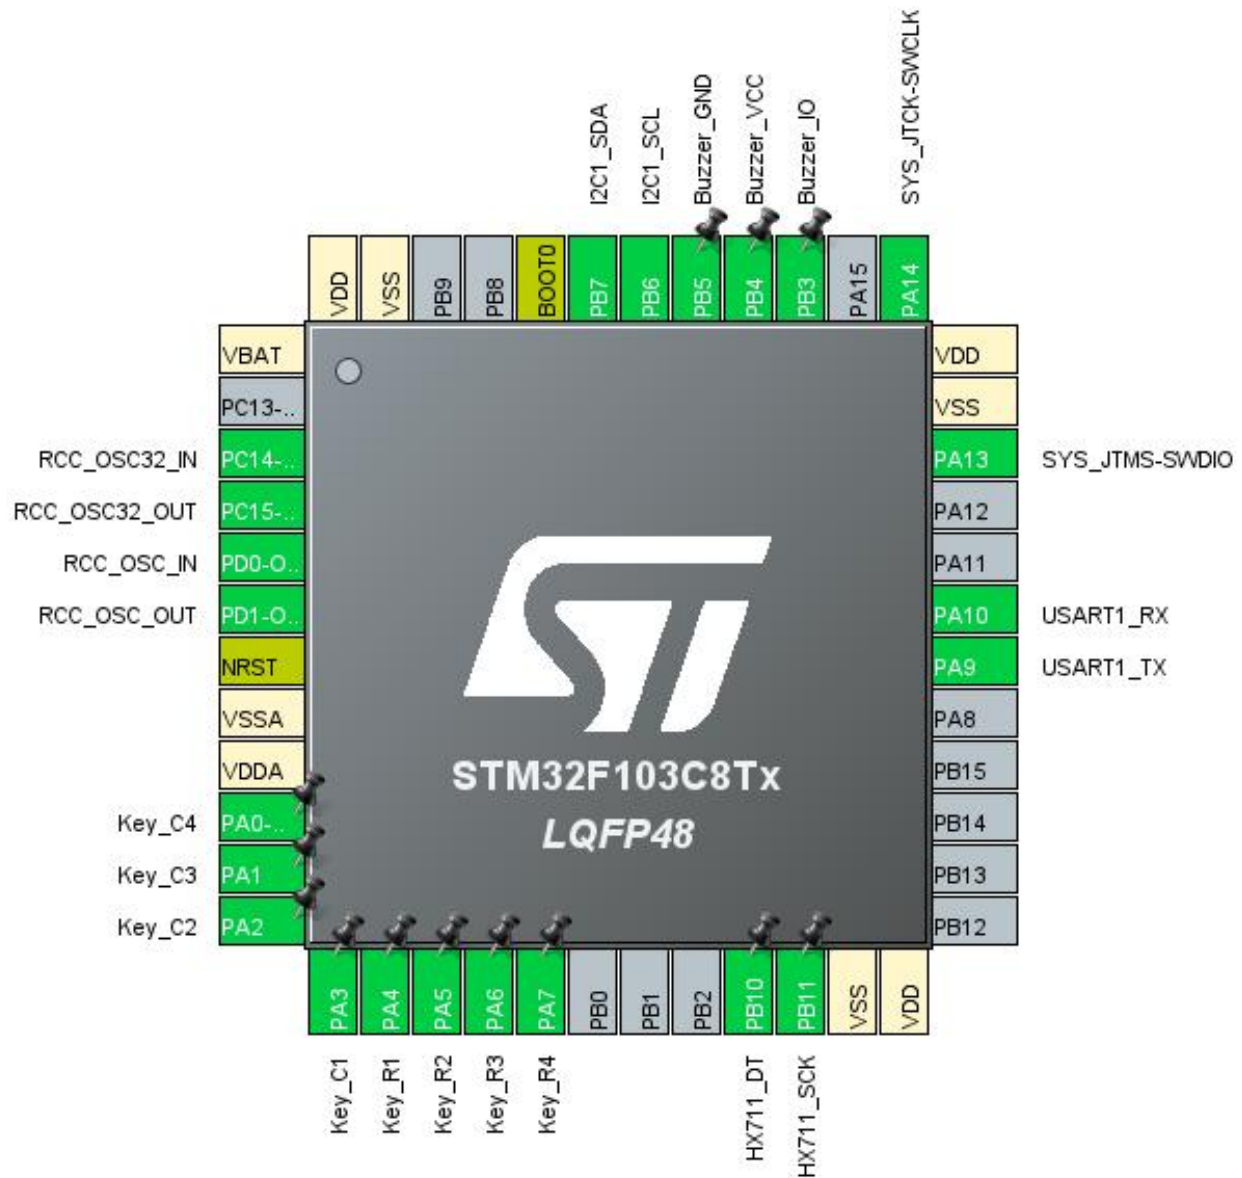 I2C1_SDA
I2C1_SCL
Buzzer_GND
Buzzer_VCC
Buzzer_IO
SYS_JTCK-SWCLK
VDD
VSS
PB9
PB8
BOOT0
PB7
PB6
PB5
PB4
PB3
PA15
PA14
VBAT
PC13-..
RCC_OSC32_IN
PC14-..
RCC_OSC32_OUT
PC15-..
RCC_OSC_IN
PD0-O..
RCC_OSC_OUT
PD1-O..
NRST
VSSA
VDDA
Key_C4
PA0-..
Key_C3
PA1
Key_C2
PA2
VDD
VSS
PA13
SYS_JTMS-SWDIO
PA12
PA11
PA10
USART1_RX
PA9
USART1_TX
PA8
PB15
PB14
PB13
PB12
ST
STM32F103C8Tx
LQFP48
PA3
PA4
PA5
PA6
PA7
PB0
PB1
PB2
PB10
PB11
VSS
VDD
Key_C1
Key_R1
Key_R2
Key_R3
Key_R4
HX711_DT
HX711_SCK